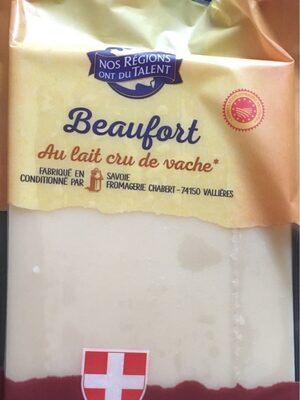 NOS RÉGIONS
ONT DU TALENT
Beaufort
Au lait cru de vache*
FABRIQUÉ EN SAVOIE
CONDITIONNÉ PAR FROMAGERIE CHABERT - 74150 VALLIÈRES